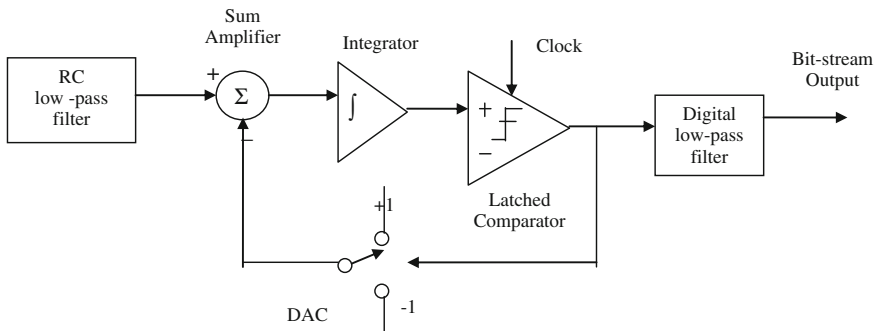 Sum
Amplifier
Integrator
Clock
Bit-stream
Output
RC
low -pass
filter
+
Σ
−
∫
+
−
Digital
low-pass
filter
Latched
Comparator
+1
DAC
-1